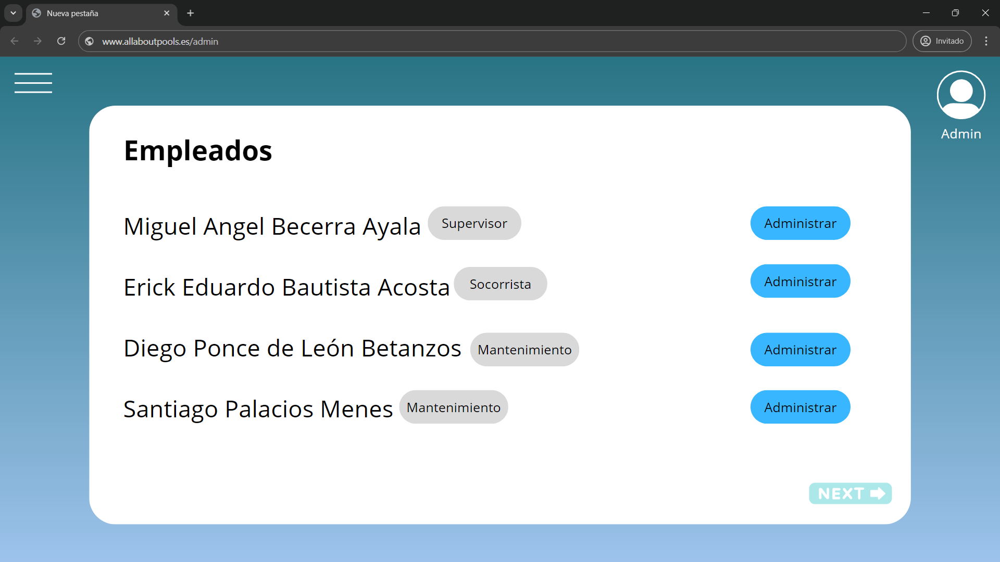 Nueva pestaña
www.allaboutpools.es/admin
Invitado
Admin
Empleados
Miguel Angel Becerra Ayala Supervisor Administrar
Erick Eduardo Bautista Acosta Socorrista Administrar
Diego Ponce de León Betanzos Mantenimiento Administrar
Santiago Palacios Menes Mantenimiento Administrar
NEXT